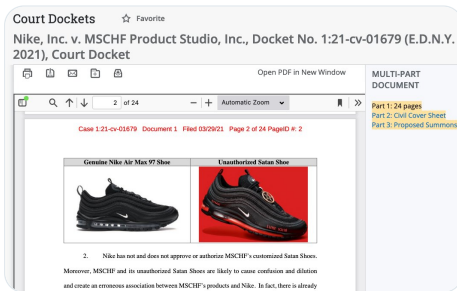 Court Dockets
Favorite
Nike, Inc. v. MSCHF Product Studio, Inc., Docket No. 1:21-cv-01679 (E.D.N.Y.
2021), Court Docket
Open PDF in New Window
2 of 24
Automatic Zoom
Case 1:21-cv-01679 Document 1 Filed 03/29/21 Page 2 of 24 PageID #: 2
Genuine Nike Air Max 97 Shoe
Unauthorized Satan Shoe
2. Nike has not and does not approve or authorize MSCHF's customized Satan Shoes.
Moreover, MSCHF and its unauthorized Satan Shoes are likely to cause confusion and dilution
and create an erroneous association between MSCHF's products and Nike. In fact, there is already
MULTI-PART
DOCUMENT
Part 1: 24 pages
Part 2: Civil Cover Sheet
Part 3: Proposed Summons